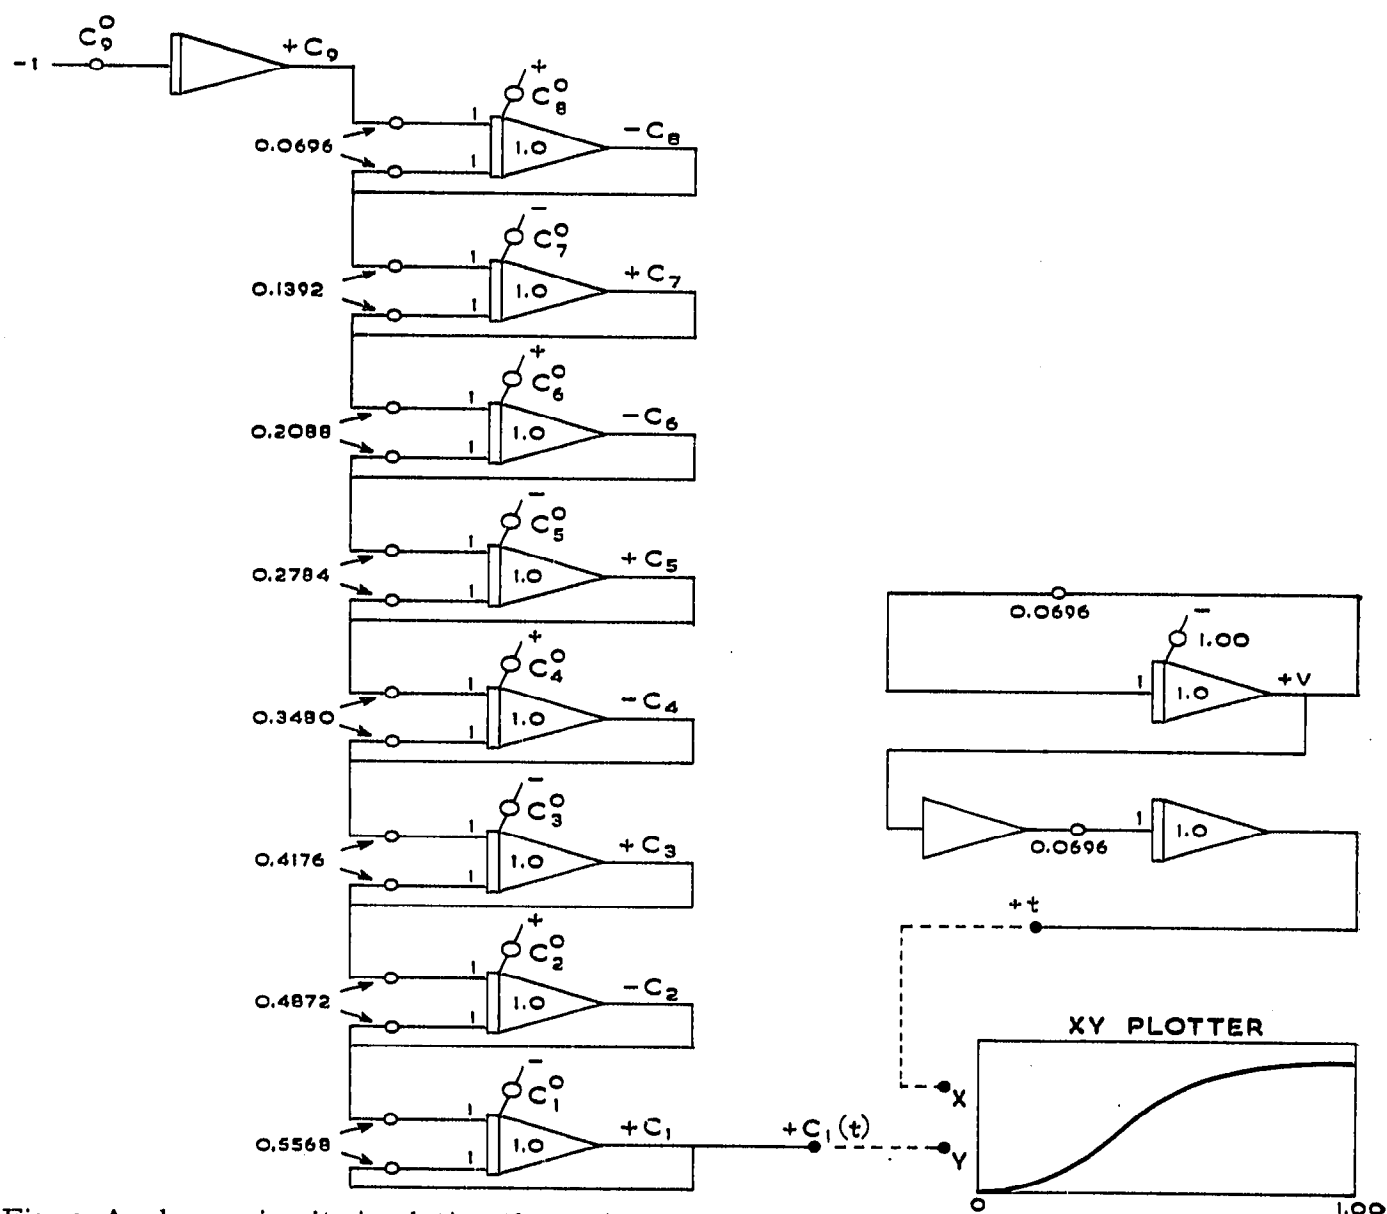 C₉⁰
-1
+C₉
+
C₈⁰
1
0.0696
1.0
-C₈
1
-
C₇⁰
1
0.1392
1.0
+C₇
1
+
C₆⁰
1
0.2088
1.0
-C₆
1
-
C₅⁰
1
0.2784
1.0
+C₅
1
+
C₄⁰
1
0.3480
1.0
-C₄
1
-
C₃⁰
1
0.4176
1.0
+C₃
1
+
C₂⁰
1
0.4872
1.0
-C₂
1
-
C₁⁰
1
0.5568
1.0
+C₁
1
+C₁(t)
0.0696
-
1.00
1
1.0
+V
1
1.0
0.0696
+t
XY PLOTTER
X
Y
0
1.00